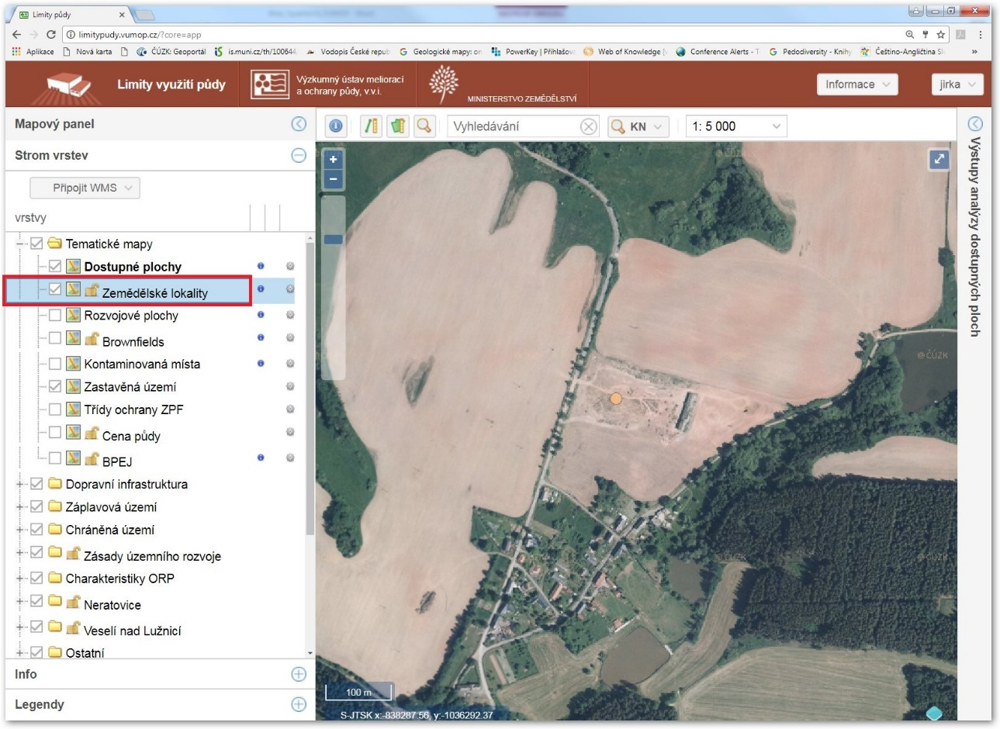 Limity půdy
limitypudy.vumop.cz/?core=app
Aplikace Nová karta ČÚZK: Geoportál is.muni.cz/th/100644 Vodopis České repub Geologické mapy: on PowerKey | Přihlašov Web of Knowledge [ Conference Alerts - T Pedodiversity - Knihy Čeština-Angličtina Sl »
Limity využití půdy
Výzkumný ústav meliorací
a ochrany půdy, v.v.i.
MINISTERSTVO ZEMĚDĚLSTVÍ
Informace
jirka
Mapový panel
Vyhledávání
KN
1: 5 000
Strom vrstev
Připojit WMS
vrstvy
Tematické mapy
Dostupné plochy
Zemědělské lokality
Rozvojové plochy
Brownfields
Kontaminovaná místa
Zastavěná území
Třídy ochrany ZPF
Cena půdy
BPEJ
Dopravní infrastruktura
Záplavová území
Chráněná území
Zásady územního rozvoje
Charakteristiky ORP
Neratovice
Veselí nad Lužnicí
Ostatní
Info
Legendy
+
−
© ČÚZK
© ČÚZK
© ČÚZK
© ČÚZK
100 m
S-JTSK x:-838287.56, y:-1036292.37
Výstupy analýzy dostupných ploch